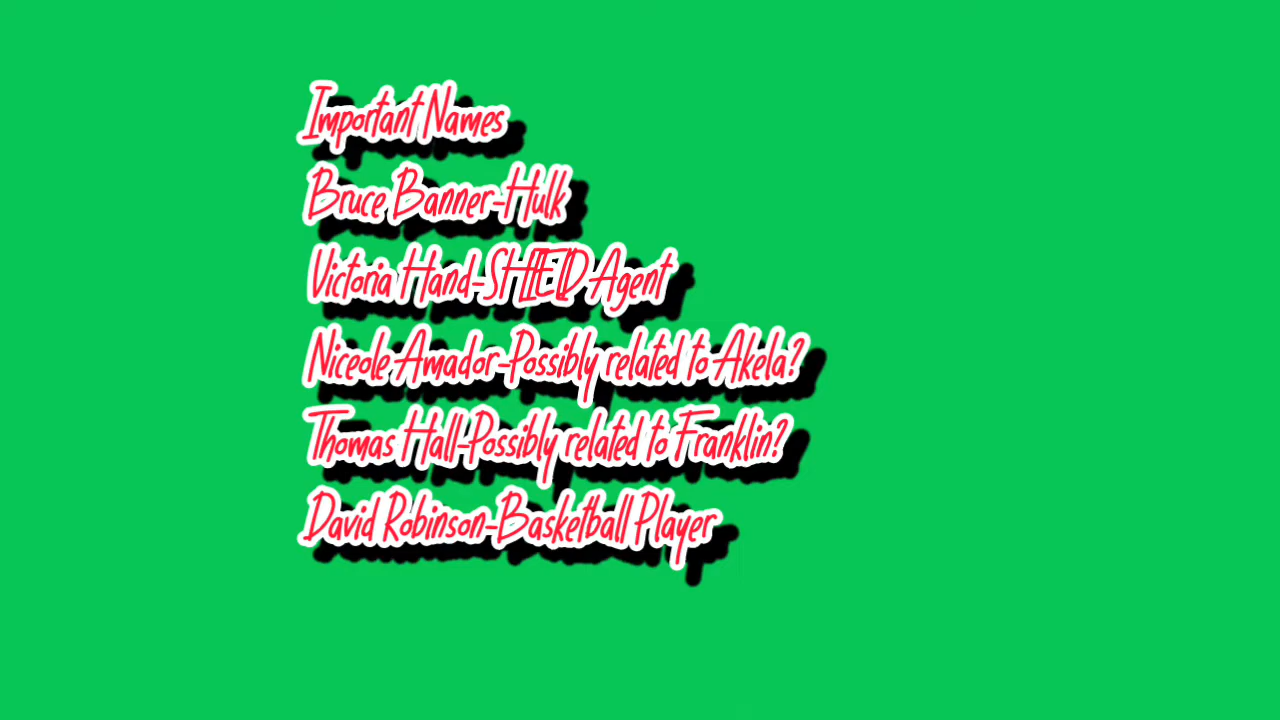 Important Names
Bruce Banner-Hulk
Victoria Hand-SHIELD Agent
Niceole Amador-Possibly related to Akela?
Thomas Hall-Possibly related to Franklin?
David Robinson-Basketball Player